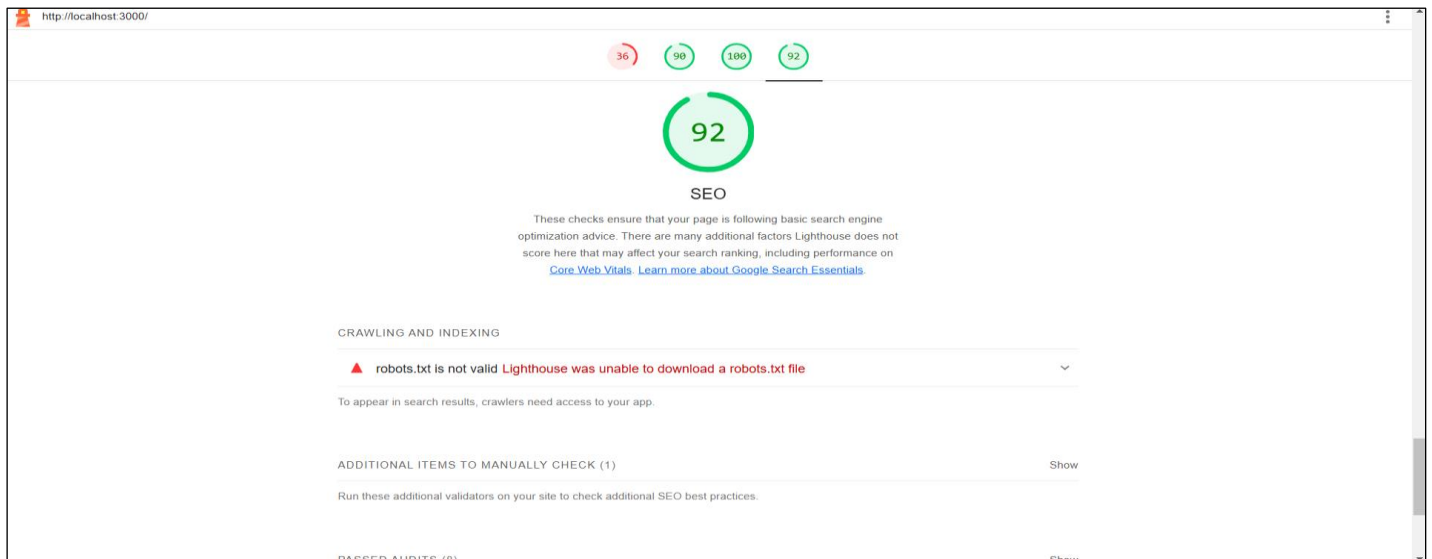 http://localhost:3000/
36 90 100 92
92
SEO
These checks ensure that your page is following basic search engine
optimization advice. There are many additional factors Lighthouse does not
score here that may affect your search ranking, including performance on
Core Web Vitals. Learn more about Google Search Essentials.
CRAWLING AND INDEXING
robots.txt is not valid Lighthouse was unable to download a robots.txt file
To appear in search results, crawlers need access to your app.
ADDITIONAL ITEMS TO MANUALLY CHECK (1) Show
Run these additional validators on your site to check additional SEO best practices.
PASSED AUDITS Show